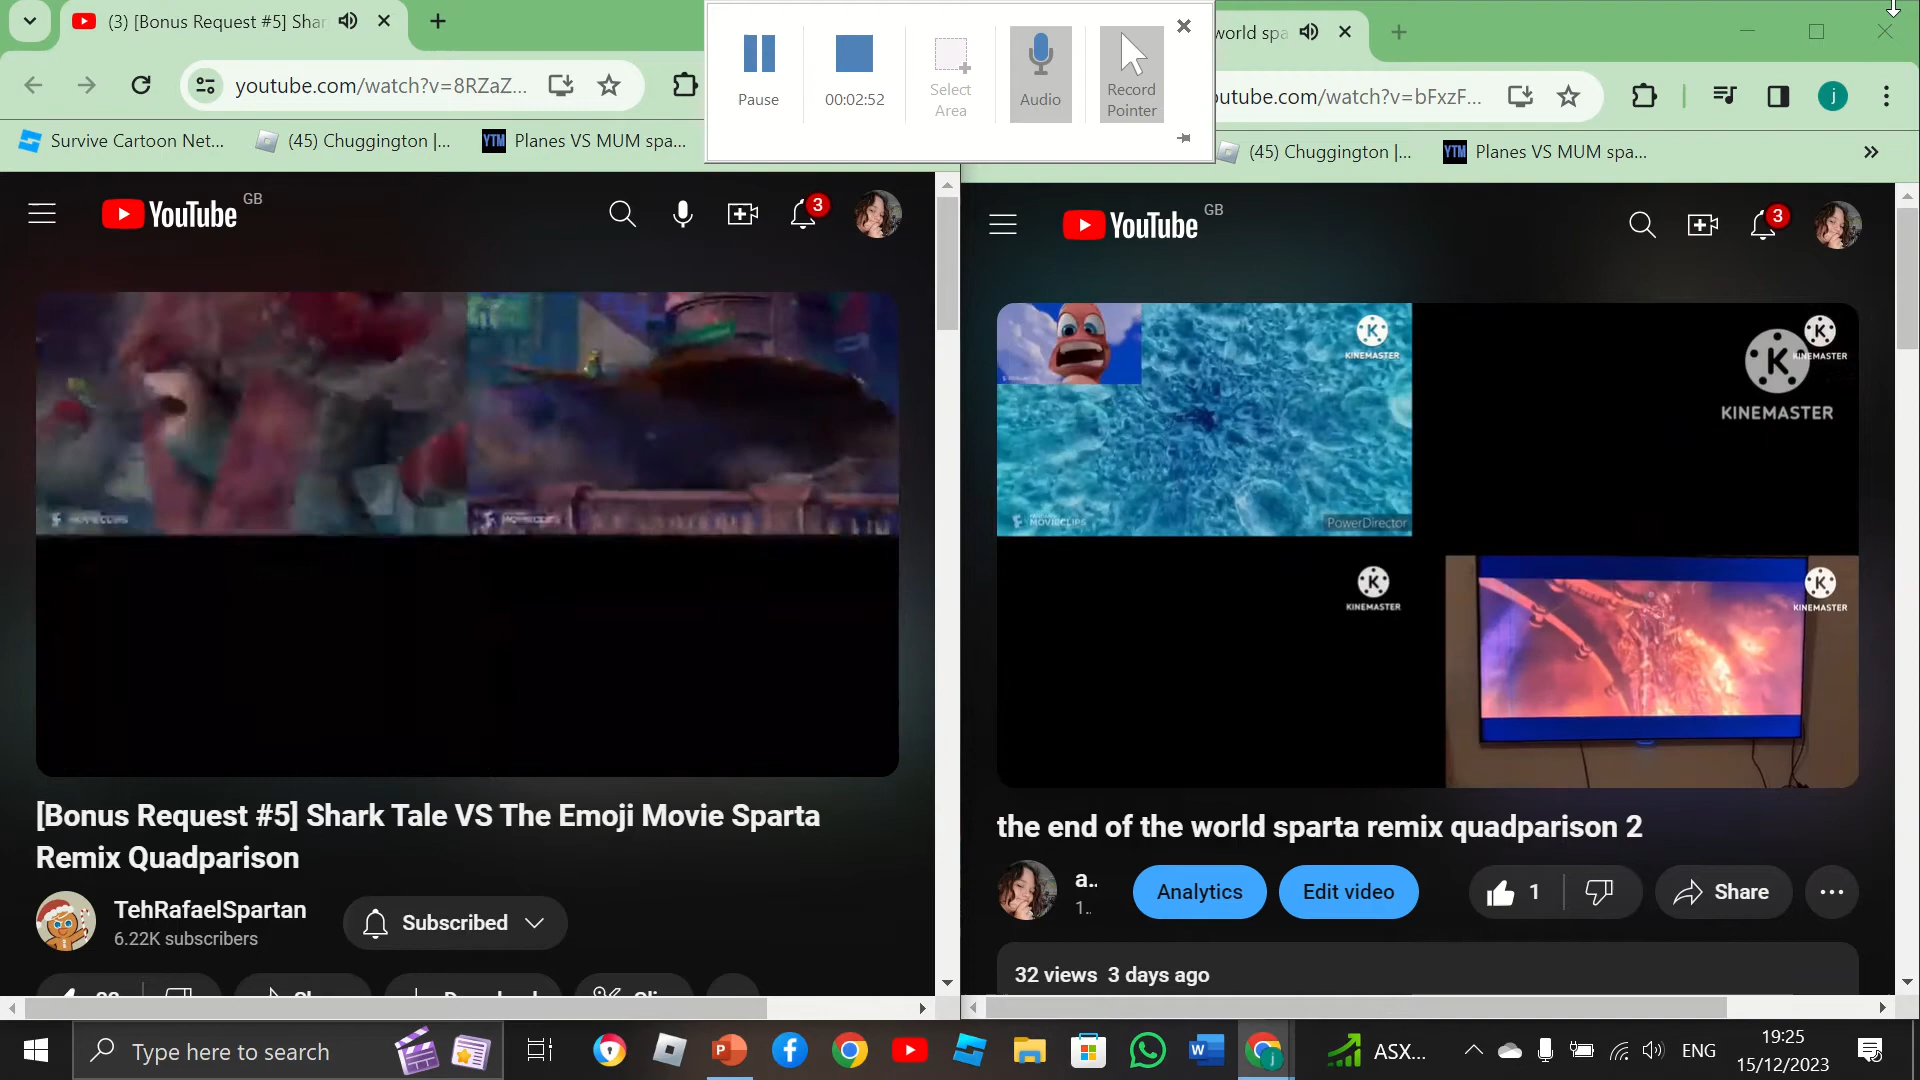 (3) [Bonus Request #5] Shar
youtube.com/watch?v=8RZaZ...
Survive Cartoon Net...
(45) Chuggington |...
Planes VS MUM spa...
Pause
00:02:52
Select Area
Audio
Record Pointer
world spa
outube.com/watch?v=bFxzF...
j
(45) Chuggington |...
Planes VS MUM spa...
YouTube GB
3
YouTube GB
3
MOVIECLIPS
MOVIECLIPS
KINEMASTER
KINEMASTER
KINEMASTER
MOVIECLIPS
PowerDirector
KINEMASTER
KINEMASTER
[Bonus Request #5] Shark Tale VS The Emoji Movie Sparta
Remix Quadparison
TehRafaelSpartan
6.22K subscribers
Subscribed
the end of the world sparta remix quadparison 2
a..
1..
Analytics
Edit video
1
Share
32 views 3 days ago
Type here to search
ASX...
ENG
19:25
15/12/2023